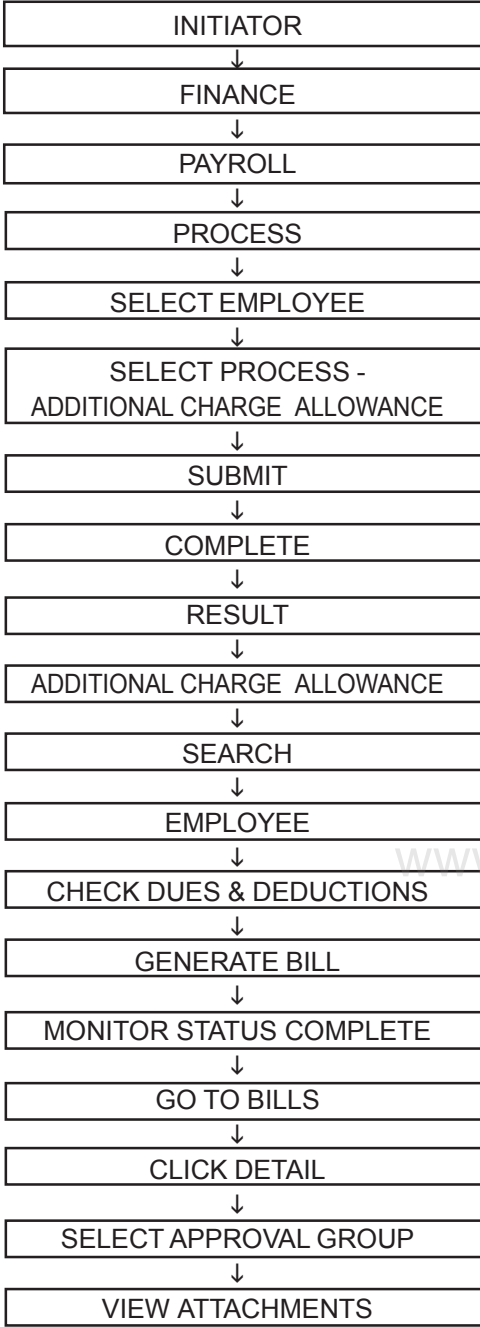 INITIATOR
↓
FINANCE
↓
PAYROLL
↓
PROCESS
↓
SELECT EMPLOYEE
↓
SELECT PROCESS -
ADDITIONAL CHARGE ALLOWANCE
↓
SUBMIT
↓
COMPLETE
↓
RESULT
↓
ADDITIONAL CHARGE ALLOWANCE
↓
SEARCH
↓
EMPLOYEE
↓
www
CHECK DUES & DEDUCTIONS
↓
GENERATE BILL
↓
MONITOR STATUS COMPLETE
↓
GO TO BILLS
↓
CLICK DETAIL
↓
SELECT APPROVAL GROUP
↓
VIEW ATTACHMENTS